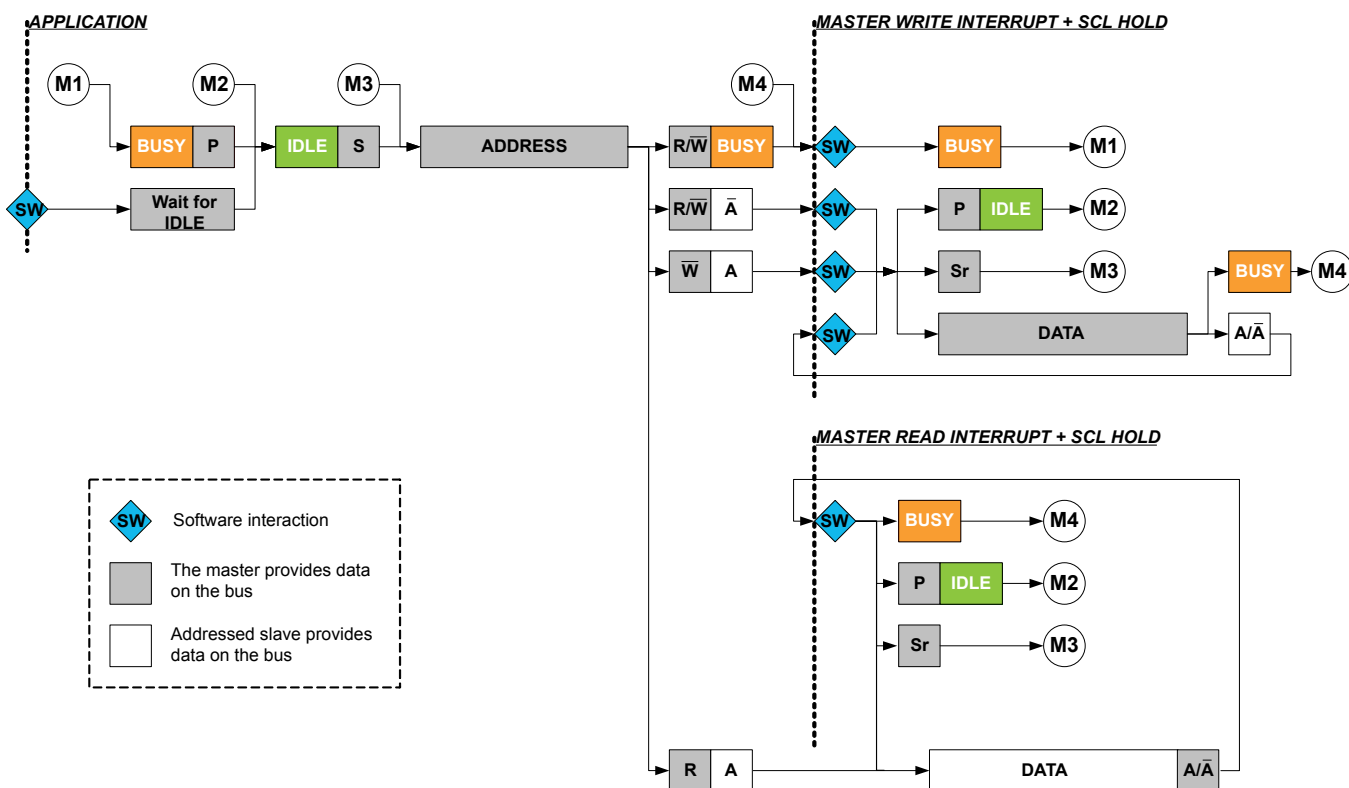 APPLICATION
MASTER WRITE INTERRUPT + SCL HOLD
M1
M2
M3
M4
BUSY P
IDLE S
ADDRESS
R/W̅ BUSY
SW
BUSY
M1
SW
Wait for
IDLE
R/W̅ A̅
SW
P IDLE
M2
W̅ A
SW
Sr
M3
BUSY
M4
SW
DATA
A/A̅
MASTER READ INTERRUPT + SCL HOLD
SW
BUSY
M4
P IDLE
M2
Sr
M3
R A
DATA A/A̅
SW
Software interaction
The master provides data
on the bus
Addressed slave provides
data on the bus